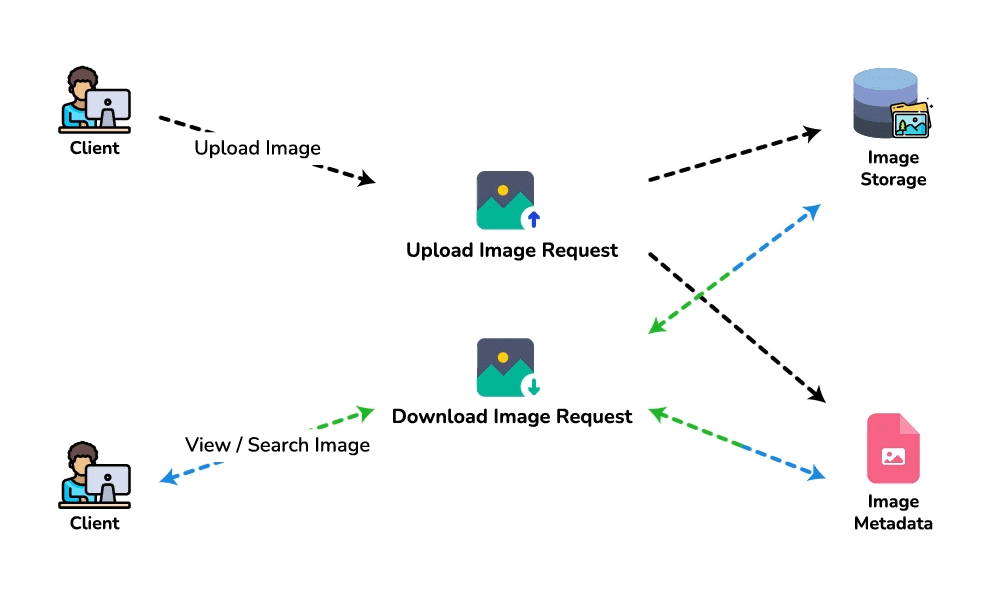 Client
Upload Image
Upload Image Request
Image
Storage
Client
View / Search Image
Download Image Request
Image
Metadata